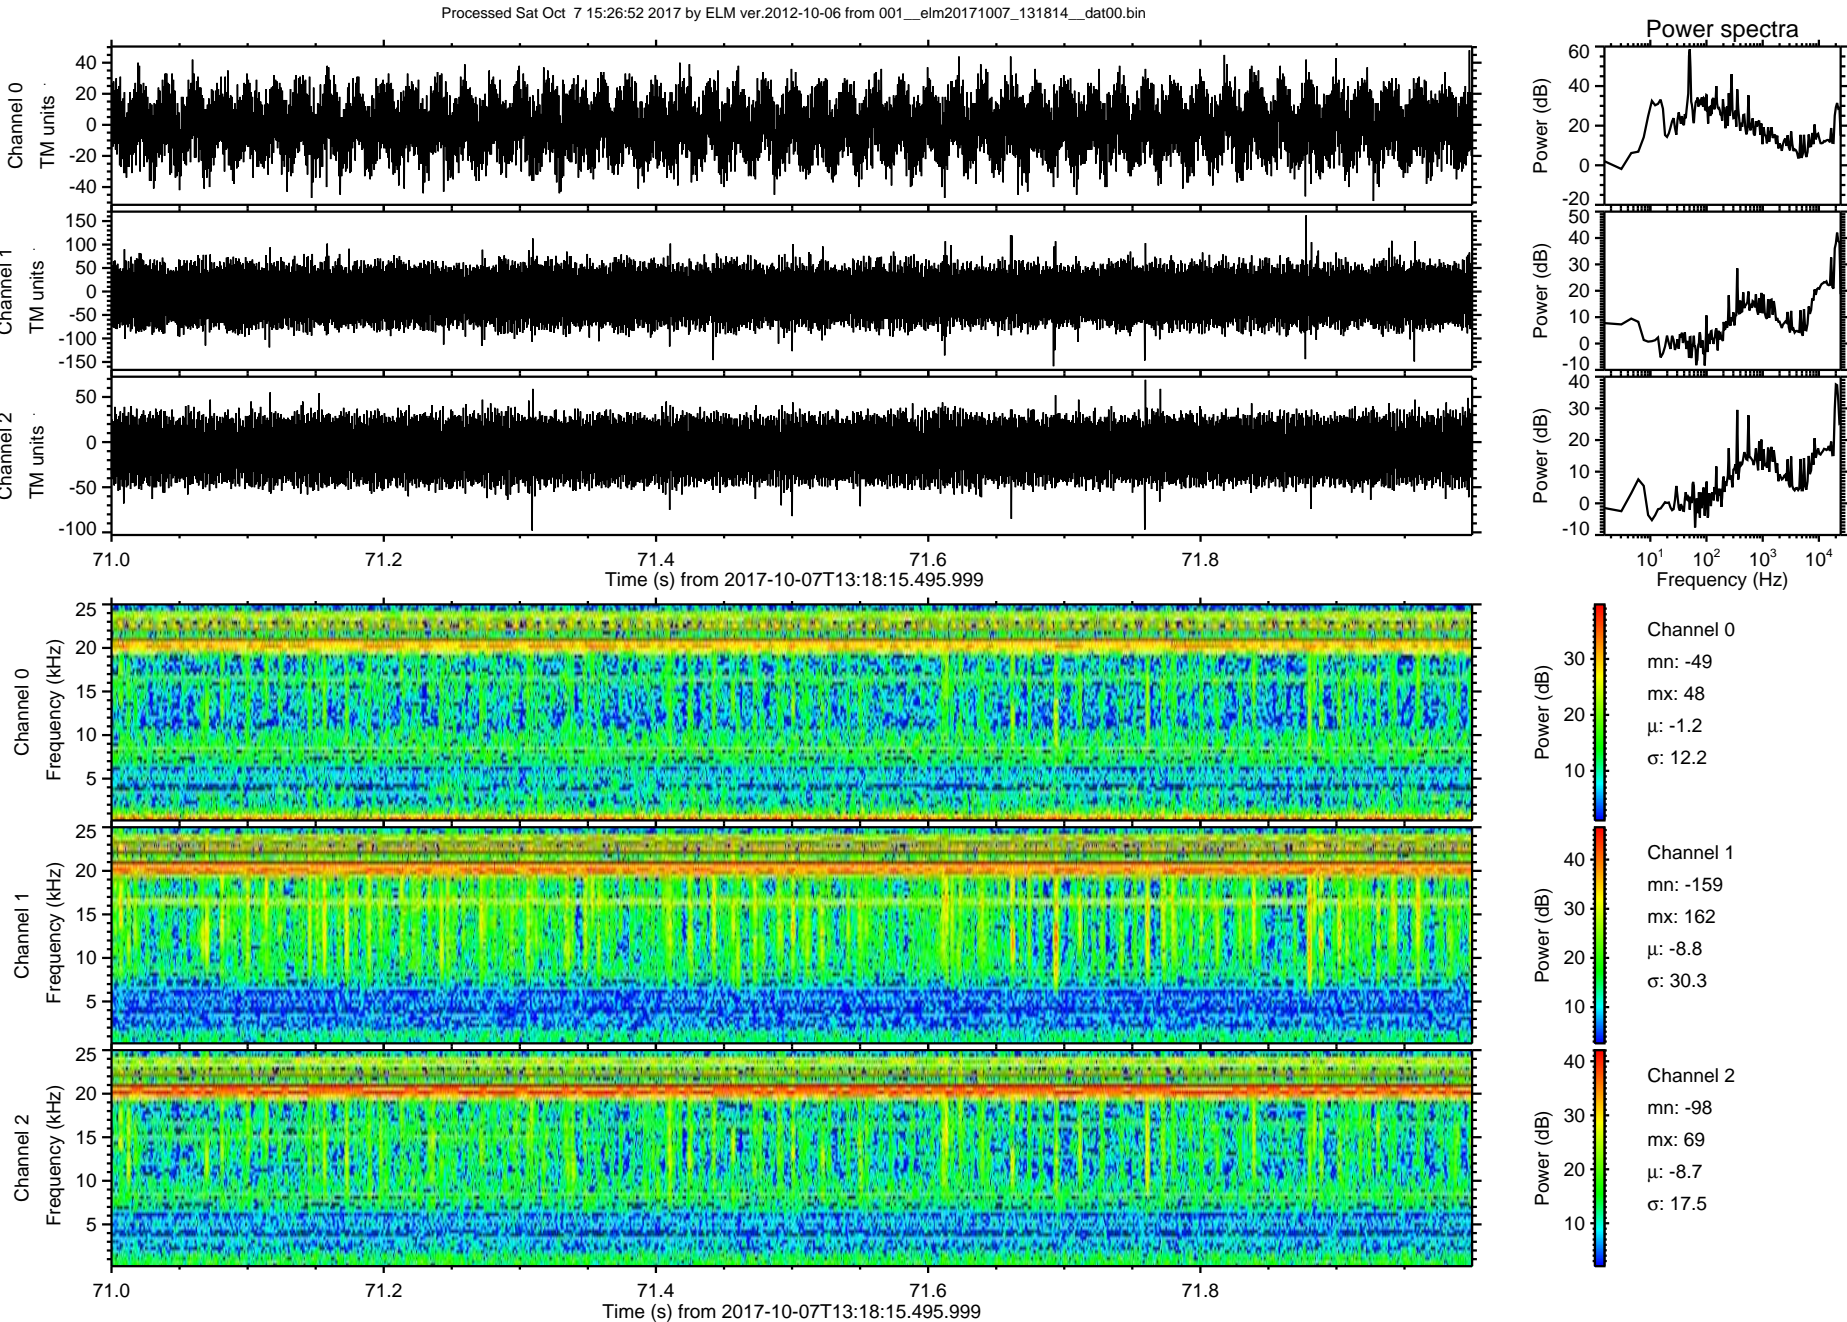 Processed Sat Oct 7 15:26:52 2017 by ELM ver.2012-10-06 from 001__elm20171007_131814__dat00.bin
Power spectra
Channel 0
TM units
40
20
0
-20
-40
Power (dB)
60
40
20
0
-20
Channel 1
TM units
150
100
50
0
-50
-100
-150
Power (dB)
50
40
30
20
10
0
-10
Channel 2
TM units
50
0
-50
-100
Power (dB)
40
30
20
10
0
-10
71.0 71.2 71.4 71.6 71.8
Time (s) from 2017-10-07T13:18:15.495.999
10¹ 10² 10³ 10⁴
Frequency (Hz)
Channel 0
Frequency (kHz)
25
20
15
10
5
Power (dB)
30
20
10
Channel 0
mn: -49
mx: 48
μ: -1.2
σ: 12.2
Channel 1
Frequency (kHz)
25
20
15
10
5
Power (dB)
40
30
20
10
Channel 1
mn: -159
mx: 162
μ: -8.8
σ: 30.3
Channel 2
Frequency (kHz)
25
20
15
10
5
Power (dB)
40
30
20
10
Channel 2
mn: -98
mx: 69
μ: -8.7
σ: 17.5
71.0 71.2 71.4 71.6 71.8
Time (s) from 2017-10-07T13:18:15.495.999